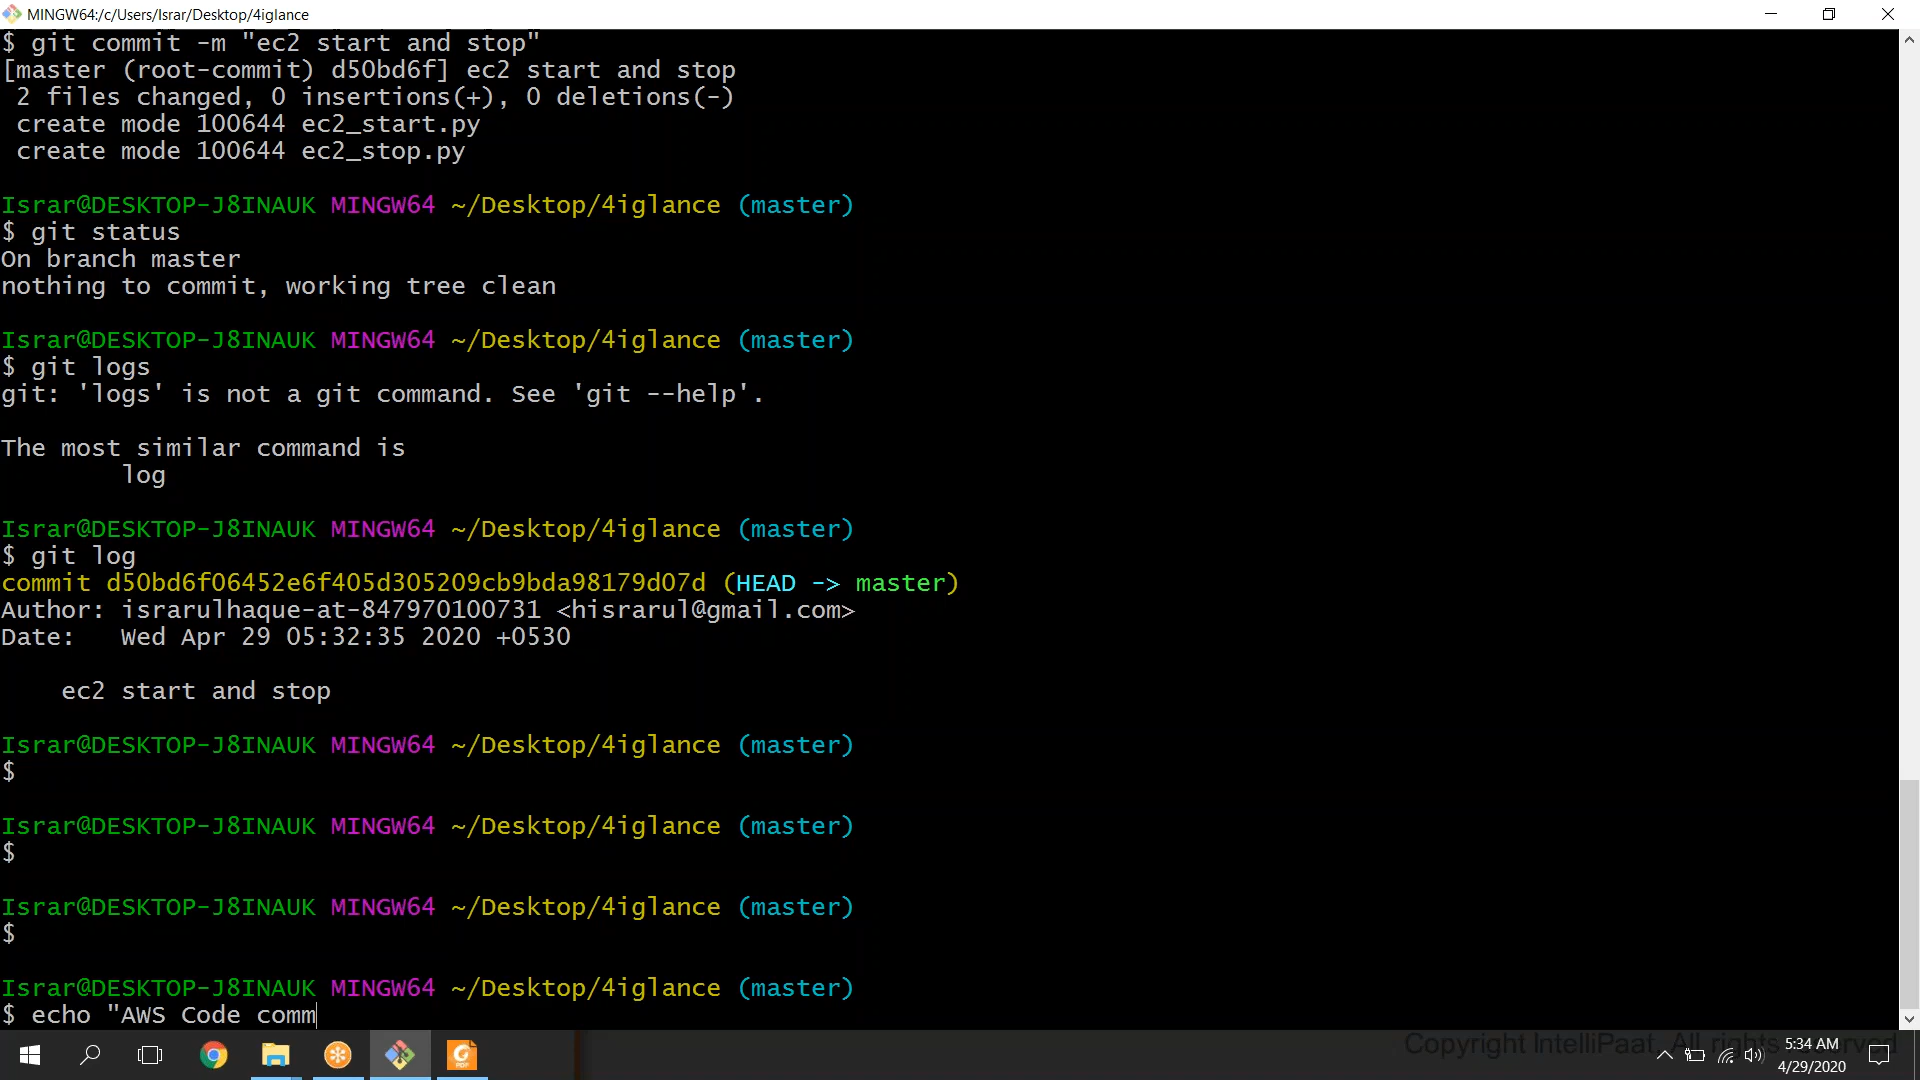 MINGW64:/c/Users/Israr/Desktop/4iglance
$ git commit -m "ec2 start and stop"
[master (root-commit) d50bd6f] ec2 start and stop
 2 files changed, 0 insertions(+), 0 deletions(-)
 create mode 100644 ec2_start.py
 create mode 100644 ec2_stop.py
Israr@DESKTOP-J8INAUK MINGW64 ~/Desktop/4iglance (master)
$ git status
On branch master
nothing to commit, working tree clean
Israr@DESKTOP-J8INAUK MINGW64 ~/Desktop/4iglance (master)
$ git logs
git: 'logs' is not a git command. See 'git --help'.
The most similar command is
        log
Israr@DESKTOP-J8INAUK MINGW64 ~/Desktop/4iglance (master)
$ git log
commit d50bd6f06452e6f405d305209cb9bda98179d07d (HEAD -> master)
Author: israrulhaque-at-847970100731 <hisrarul@gmail.com>
Date:   Wed Apr 29 05:32:35 2020 +0530
    ec2 start and stop
Israr@DESKTOP-J8INAUK MINGW64 ~/Desktop/4iglance (master)
$
Israr@DESKTOP-J8INAUK MINGW64 ~/Desktop/4iglance (master)
$
Israr@DESKTOP-J8INAUK MINGW64 ~/Desktop/4iglance (master)
$
Israr@DESKTOP-J8INAUK MINGW64 ~/Desktop/4iglance (master)
$ echo "AWS Code comm
Copyright IntelliPaat, All rights reserved
5:34 AM
4/29/2020